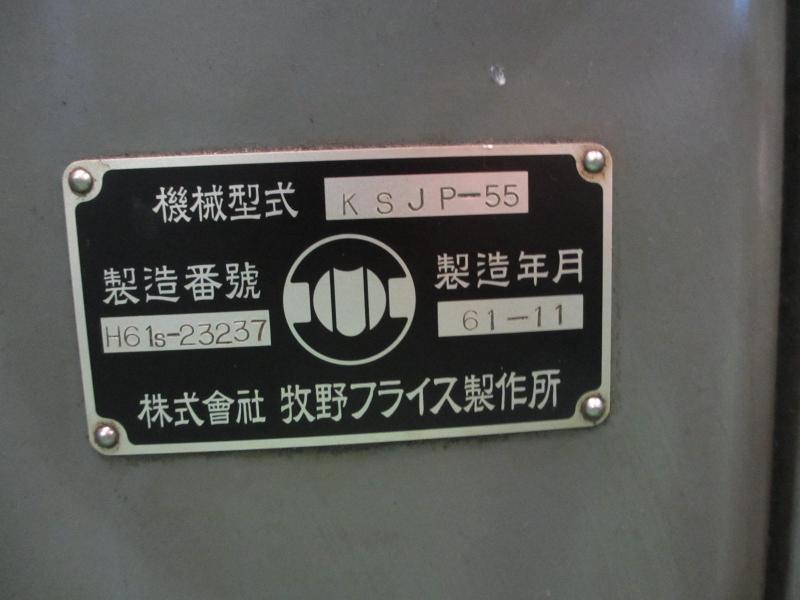 機械型式 KSJP-55
製造番號 製造年月
H61s-23237 61-11
株式會社 牧野フライス製作所